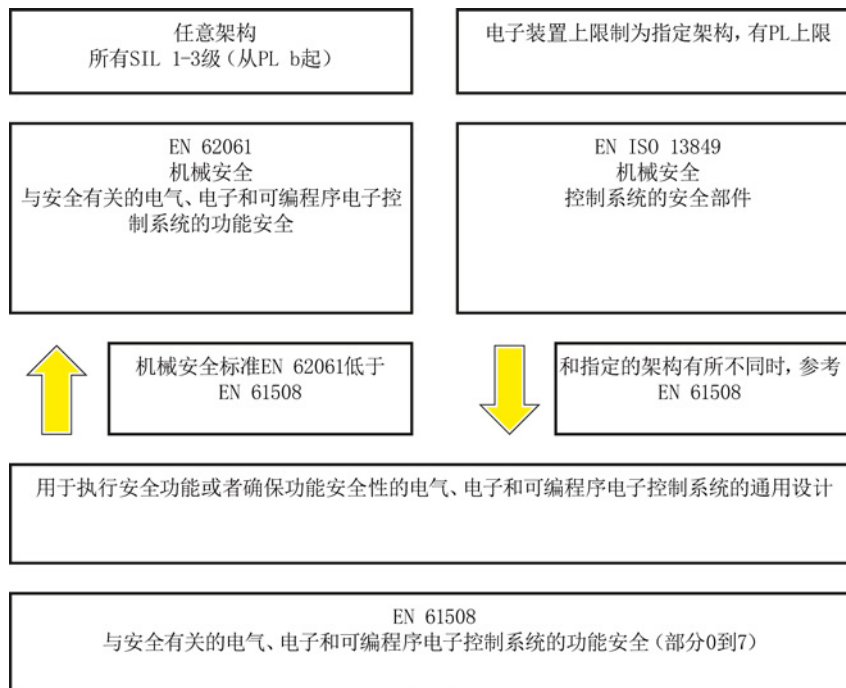 任意架构
所有SIL 1-3级（从PL b起）
电子装置上限制为指定架构，有PL上限
EN 62061
机械安全
与安全有关的电气、电子和可编程序电子控
制系统的功能安全
EN ISO 13849
机械安全
控制系统的安全部件
机械安全标准EN 62061低于
EN 61508
和指定的架构有所不同时，参考
EN 61508
用于执行安全功能或者确保功能安全性的电气、电子和可编程序电子控制系统的通用设计
EN 61508
与安全有关的电气、电子和可编程序电子控制系统的功能安全（部分0到7）